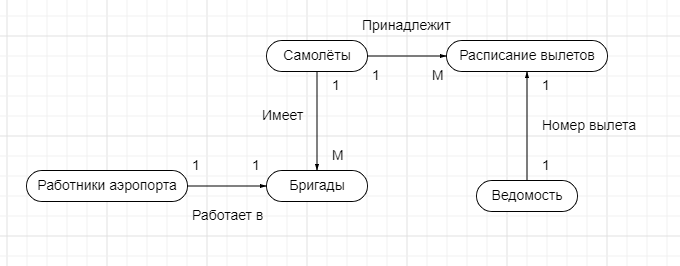 Принадлежит
Самолёты
Расписание вылетов
1
М
1
1
Имеет
Номер вылета
М
1
1
1
Работники аэропорта
Бригады
Ведомость
Работает в